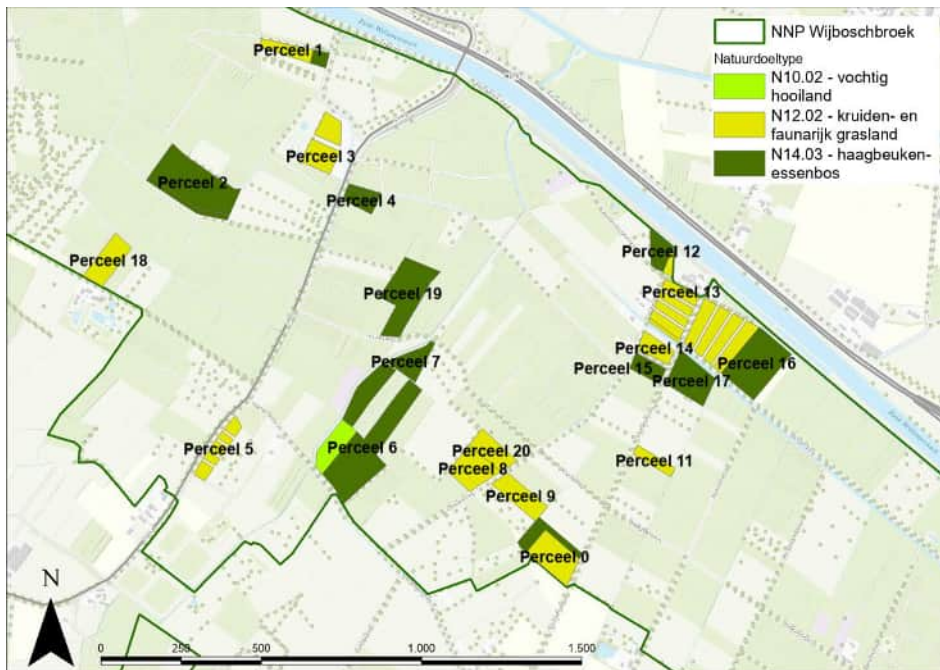 NNP Wijboschbroek
Natuurdoeltype
N10.02 - vochtig
hooiland
N12.02 - kruiden- en
faunarijk grasland
N14.03 - haagbeuken-
essenbos
Perceel 1
Perceel 3
Perceel 2
Perceel 4
Perceel 12
Perceel 18
Perceel 19
Perceel 13
Perceel 14
Perceel 7
Perceel 15
Perceel 16
Perceel 17
Perceel 5
Perceel 6
Perceel 20
Perceel 8
Perceel 11
Perceel 9
Perceel 0
N
0
250
500
1.000
1.500